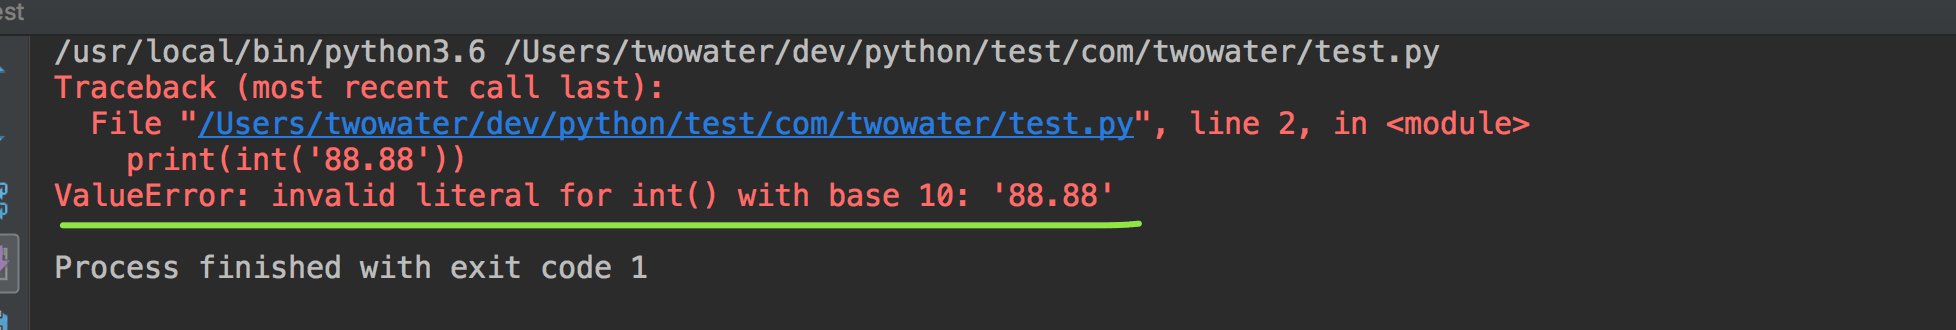 est
/usr/local/bin/python3.6 /Users/twowater/dev/python/test/com/twowater/test.py
Traceback (most recent call last):
  File "/Users/twowater/dev/python/test/com/twowater/test.py", line 2, in <module>
    print(int('88.88'))
ValueError: invalid literal for int() with base 10: '88.88'
Process finished with exit code 1